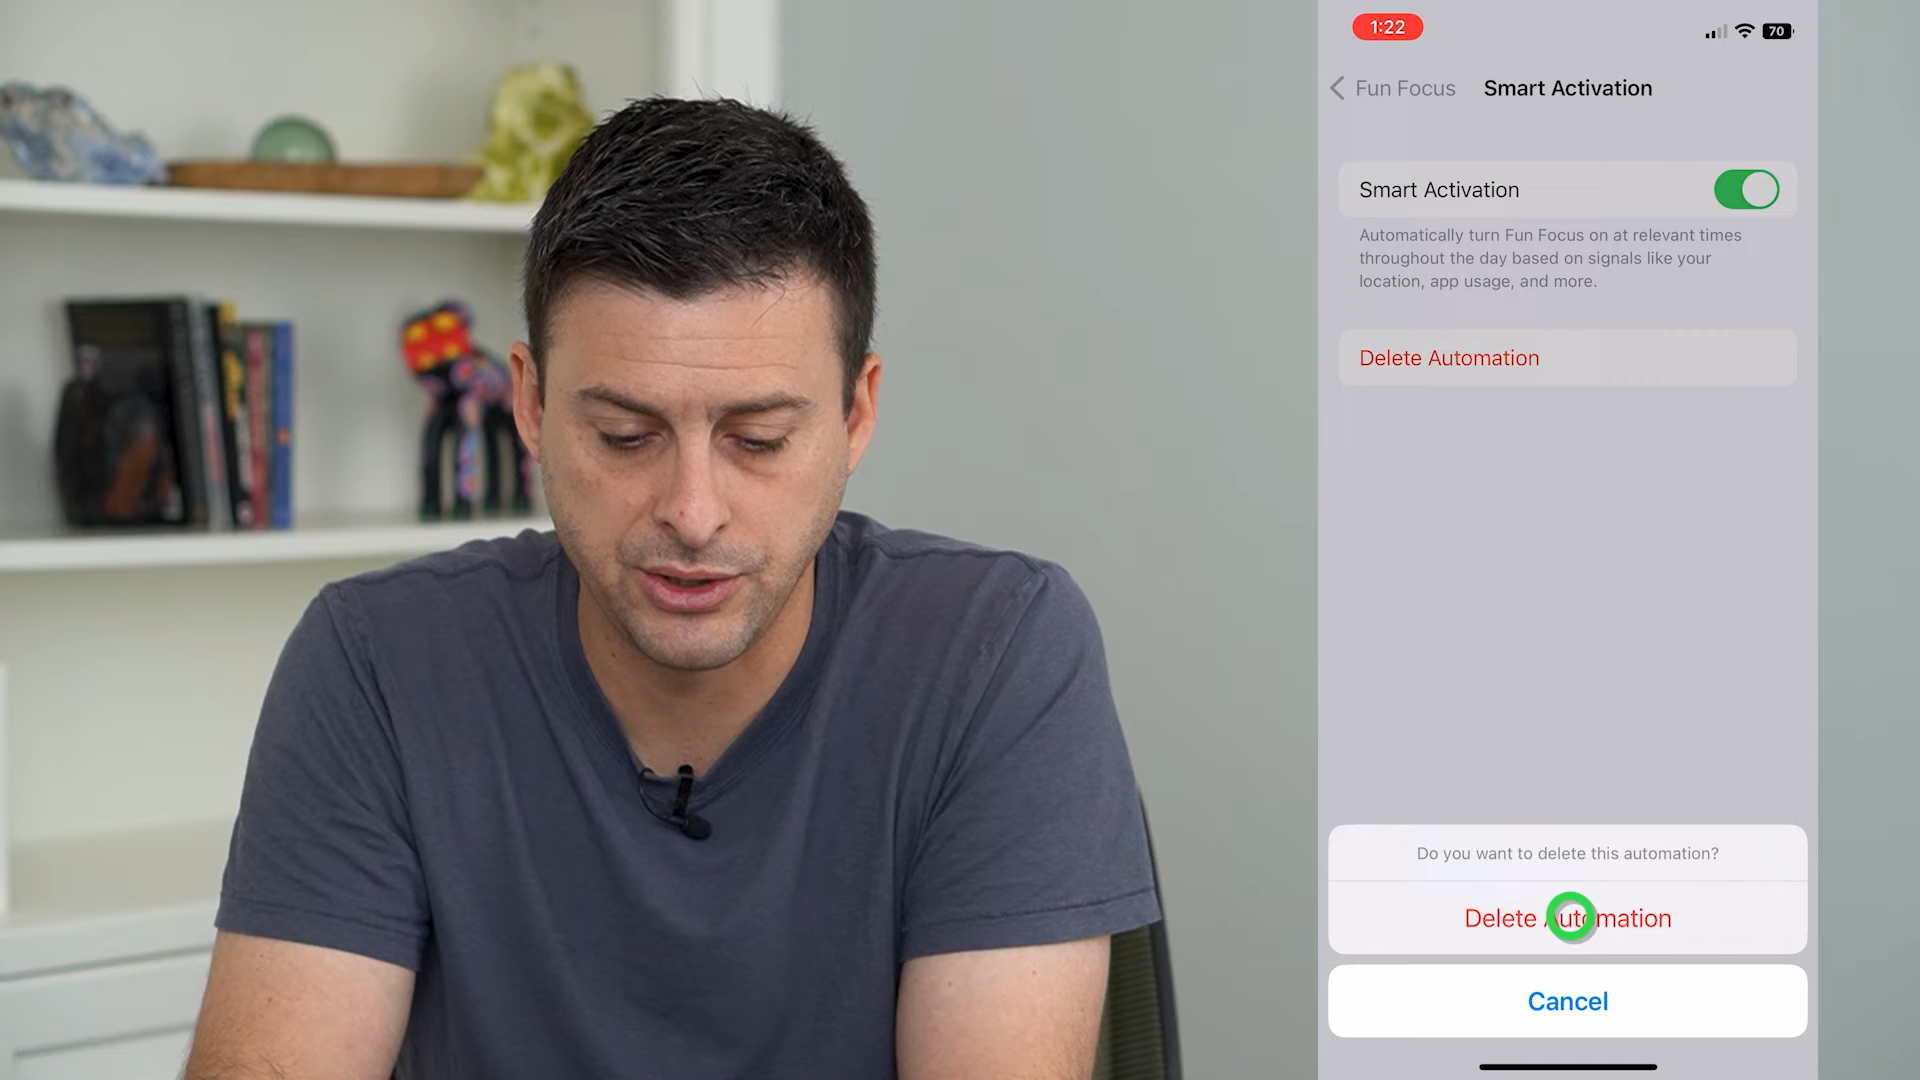 1:22
70
Fun Focus
Smart Activation
Smart Activation
Automatically turn Fun Focus on at relevant times
throughout the day based on signals like your
location, app usage, and more.
Delete Automation
Do you want to delete this automation?
Delete Automation
Cancel